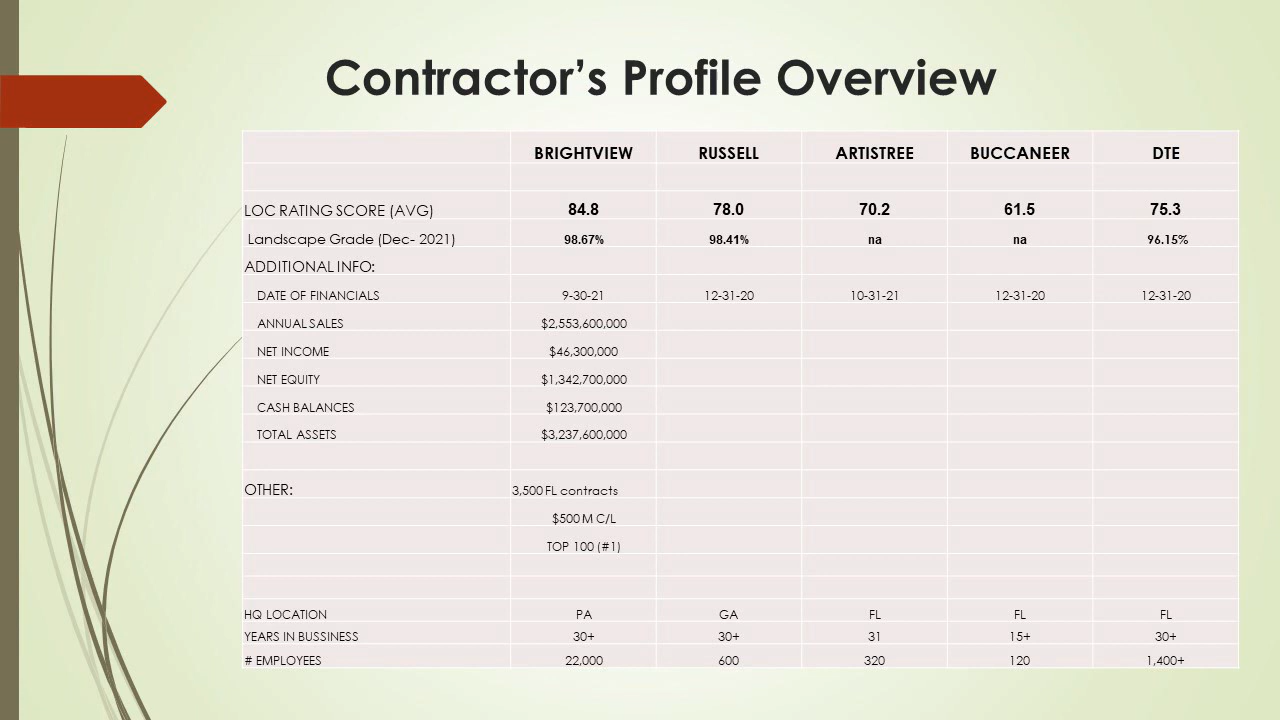 Contractor’s Profile Overview
BRIGHTVIEW RUSSELL ARTISTREE BUCCANEER DTE
LOC RATING SCORE (AVG) 84.8 78.0 70.2 61.5 75.3
Landscape Grade (Dec- 2021) 98.67% 98.41% na na 96.15%
ADDITIONAL INFO:
DATE OF FINANCIALS 9-30-21 12-31-20 10-31-21 12-31-20 12-31-20
ANNUAL SALES $2,553,600,000
NET INCOME $46,300,000
NET EQUITY $1,342,700,000
CASH BALANCES $123,700,000
TOTAL ASSETS $3,237,600,000
OTHER: 3,500 FL contracts
$500 M C/L
TOP 100 (#1)
HQ LOCATION PA GA FL FL FL
YEARS IN BUSSINESS 30+ 30+ 31 15+ 30+
# EMPLOYEES 22,000 600 320 120 1,400+